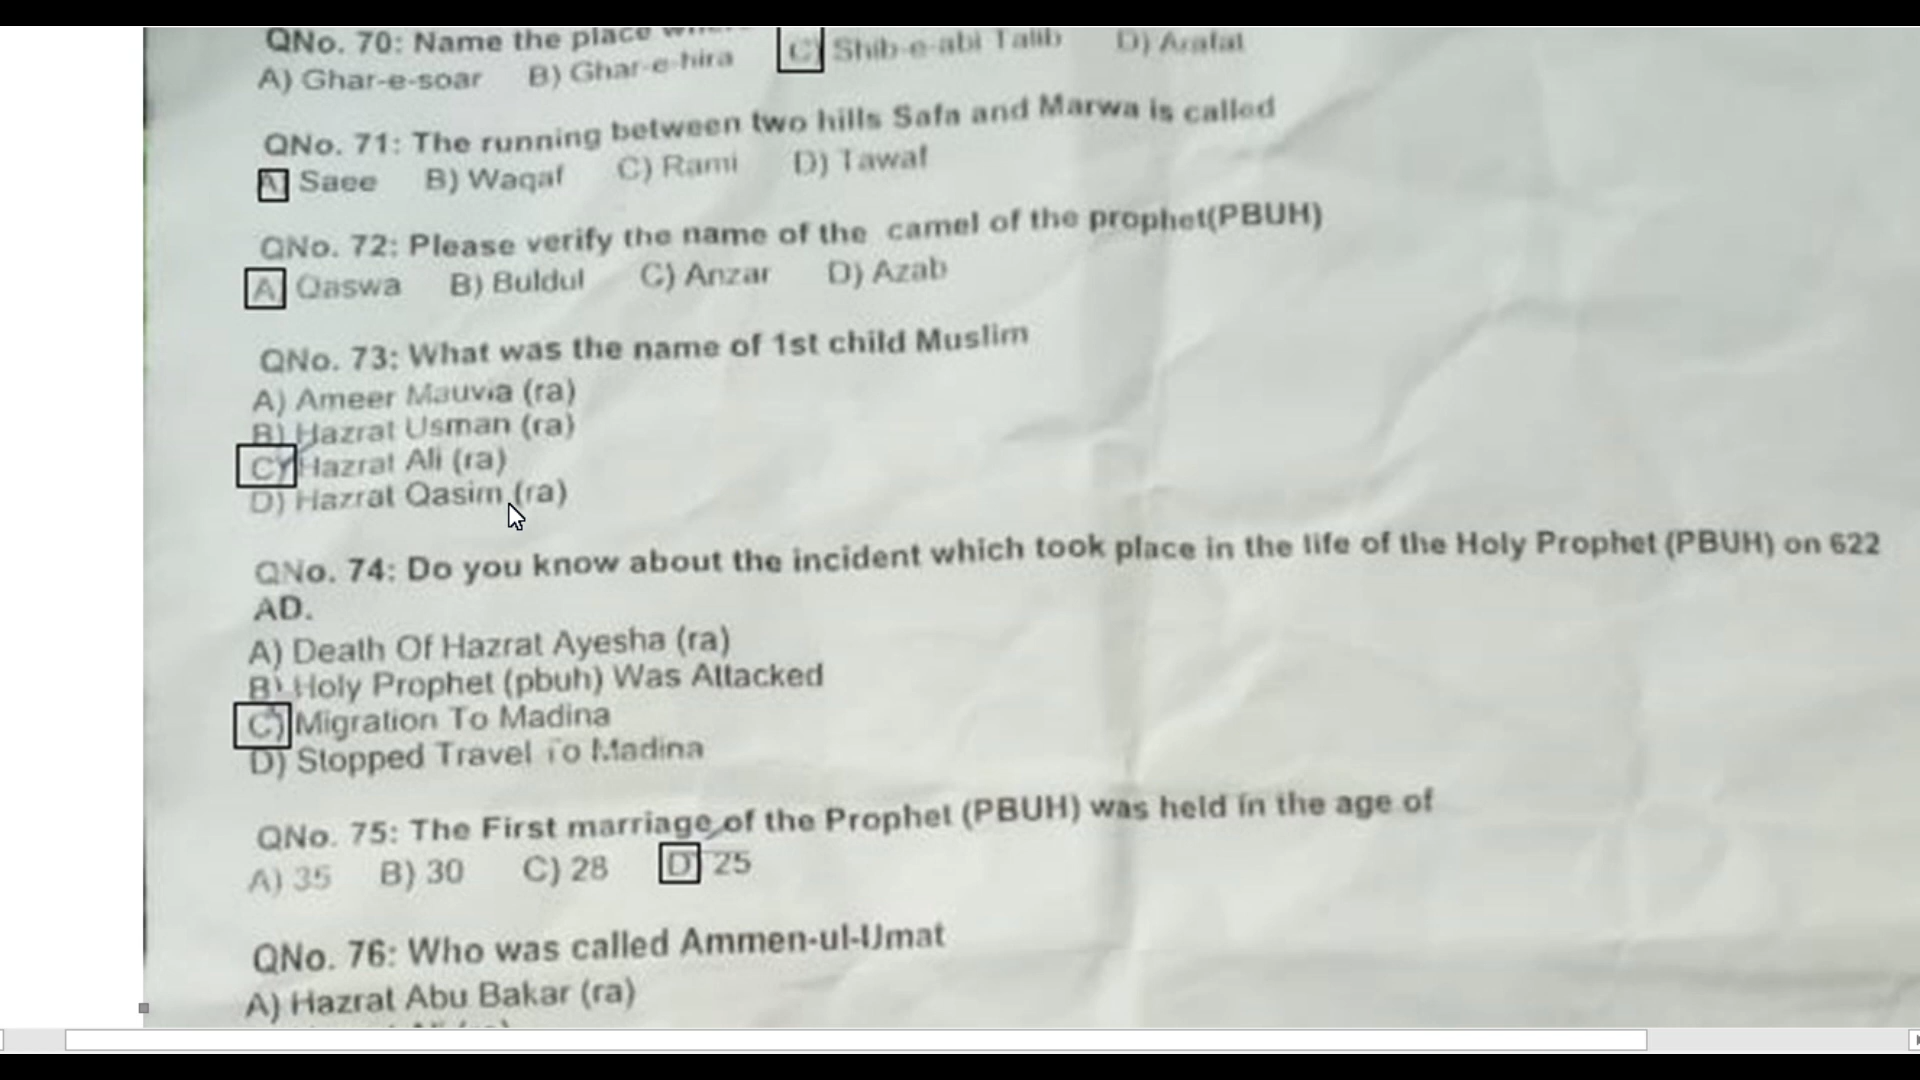 QNo. 70: Name the place
A) Ghar-e-soar B) Ghar-e-hira C) Shib-e-abi Talib D) Arafat
QNo. 71: The running between two hills Safa and Marwa is called
A) Saee B) Waqaf C) Rami D) Tawaf
QNo. 72: Please verify the name of the camel of the prophet(PBUH)
A) Qaswa B) Buldul C) Anzar D) Azab
QNo. 73: What was the name of 1st child Muslim
A) Ameer Mauvia (ra)
B) Hazrat Usman (ra)
C) Hazrat Ali (ra)
D) Hazrat Qasim (ra)
QNo. 74: Do you know about the incident which took place in the life of the Holy Prophet (PBUH) on 622
AD.
A) Death Of Hazrat Ayesha (ra)
B) Holy Prophet (pbuh) Was Attacked
C) Migration To Madina
D) Stopped Travel To Madina
QNo. 75: The First marriage of the Prophet (PBUH) was held in the age of
A) 35 B) 30 C) 28 D) 25
QNo. 76: Who was called Ammen-ul-Umat
A) Hazrat Abu Bakar (ra)